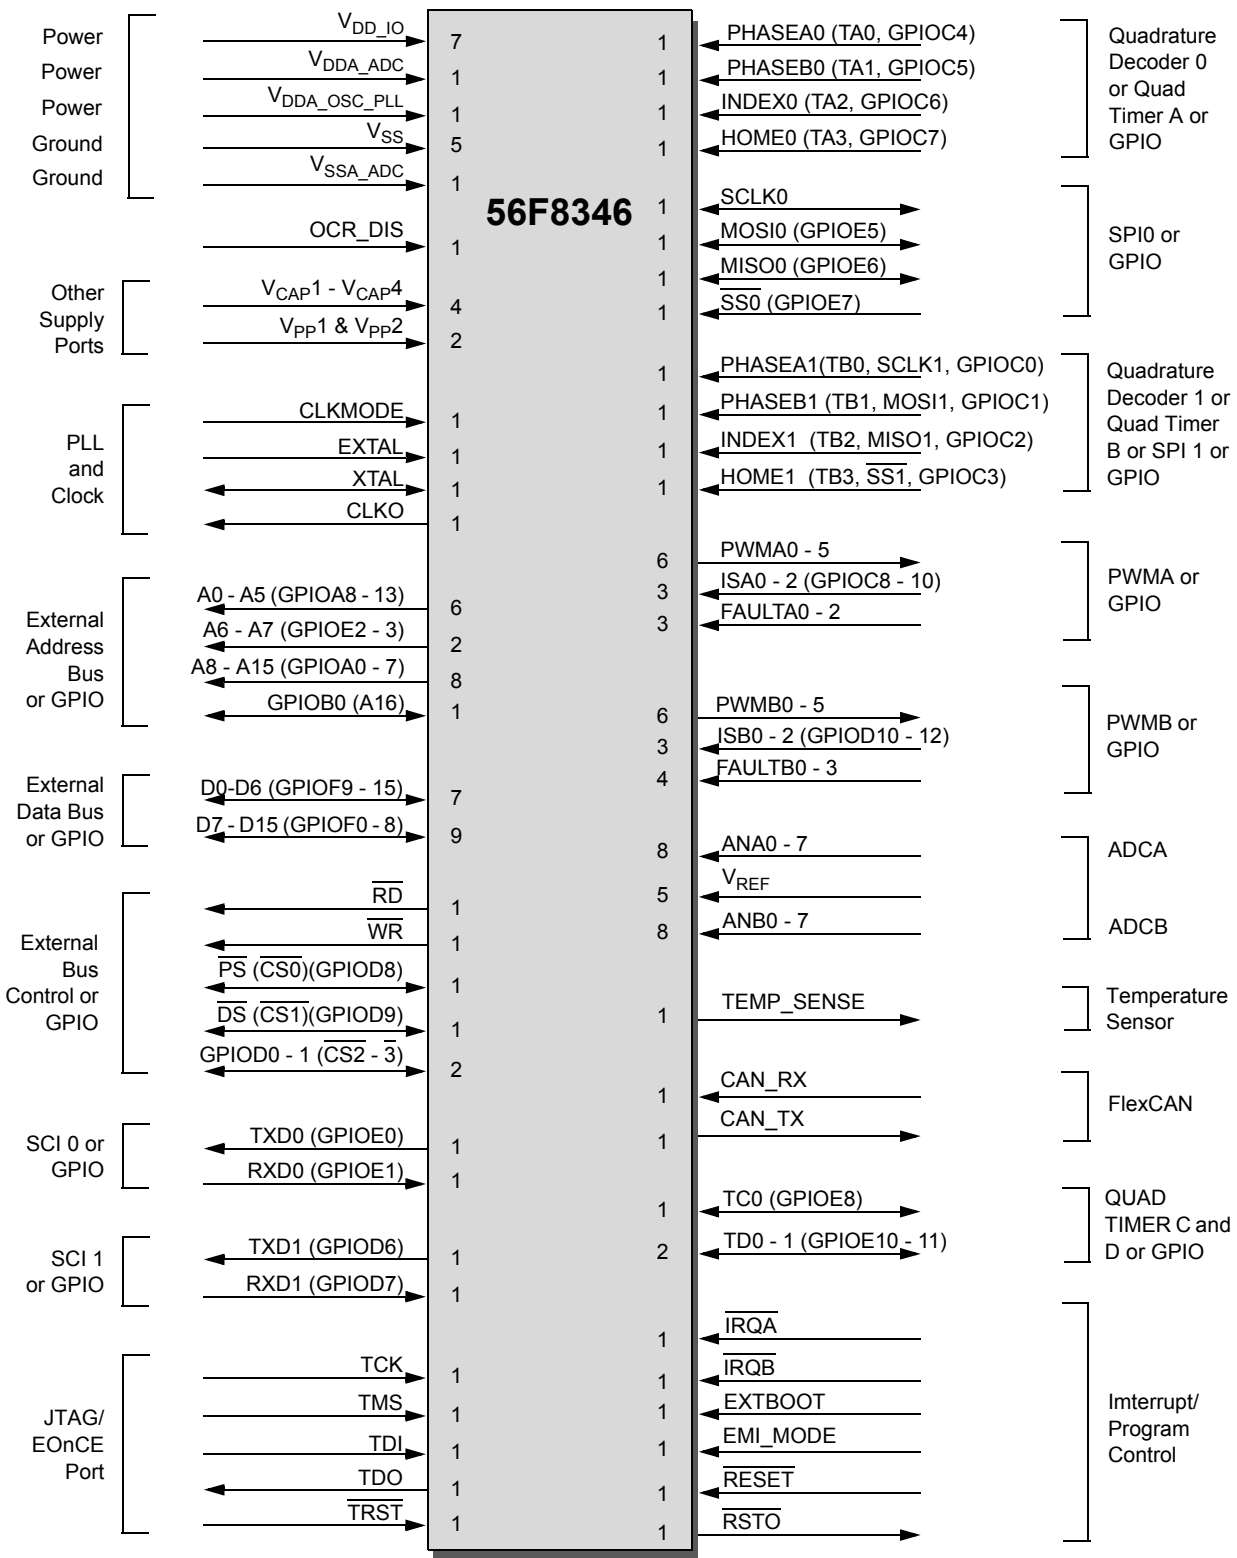 56F8346
Power
V_DD_IO
7
Power
V_DDA_ADC
1
Power
V_DDA_OSC_PLL
1
Ground
V_SS
5
Ground
V_SSA_ADC
1
OCR_DIS
1
Other
Supply
Ports
V_CAP1 - V_CAP4
4
V_PP1 & V_PP2
2
PLL
and
Clock
CLKMODE
1
EXTAL
1
XTAL
1
CLKO
1
External
Address
Bus
or GPIO
A0 - A5 (GPIOA8 - 13)
6
A6 - A7 (GPIOE2 - 3)
2
A8 - A15 (GPIOA0 - 7)
8
GPIOB0 (A16)
1
External
Data Bus
or GPIO
D0-D6 (GPIOF9 - 15)
7
D7 - D15 (GPIOF0 - 8)
9
External
Bus
Control or
GPIO
RD
1
WR
1
PS (CS0)(GPIOD8)
1
DS (CS1)(GPIOD9)
1
GPIOD0 - 1 (CS2 - 3)
2
SCI 0 or
GPIO
TXD0 (GPIOE0)
1
RXD0 (GPIOE1)
1
SCI 1
or GPIO
TXD1 (GPIOD6)
1
RXD1 (GPIOD7)
1
JTAG/
EOnCE
Port
TCK
1
TMS
1
TDI
1
TDO
1
TRST
1
1
PHASEA0 (TA0, GPIOC4)
1
PHASEB0 (TA1, GPIOC5)
1
INDEX0 (TA2, GPIOC6)
1
HOME0 (TA3, GPIOC7)
Quadrature
Decoder 0
or Quad
Timer A or
GPIO
1
SCLK0
1
MOSI0 (GPIOE5)
1
MISO0 (GPIOE6)
1
SS0 (GPIOE7)
SPI0 or
GPIO
1
PHASEA1(TB0, SCLK1, GPIOC0)
1
PHASEB1 (TB1, MOSI1, GPIOC1)
1
INDEX1 (TB2, MISO1, GPIOC2)
1
HOME1 (TB3, SS1, GPIOC3)
Quadrature
Decoder 1 or
Quad Timer
B or SPI 1 or
GPIO
6
PWMA0 - 5
3
ISA0 - 2 (GPIOC8 - 10)
3
FAULTA0 - 2
PWMA or
GPIO
6
PWMB0 - 5
3
ISB0 - 2 (GPIOD10 - 12)
4
FAULTB0 - 3
PWMB or
GPIO
8
ANA0 - 7
ADCA
5
V_REF
8
ANB0 - 7
ADCB
1
TEMP_SENSE
Temperature
Sensor
1
CAN_RX
1
CAN_TX
FlexCAN
1
TC0 (GPIOE8)
2
TD0 - 1 (GPIOE10 - 11)
QUAD
TIMER C and
D or GPIO
1
IRQA
1
IRQB
1
EXTBOOT
1
EMI_MODE
1
RESET
1
RSTO
Imterrupt/
Program
Control